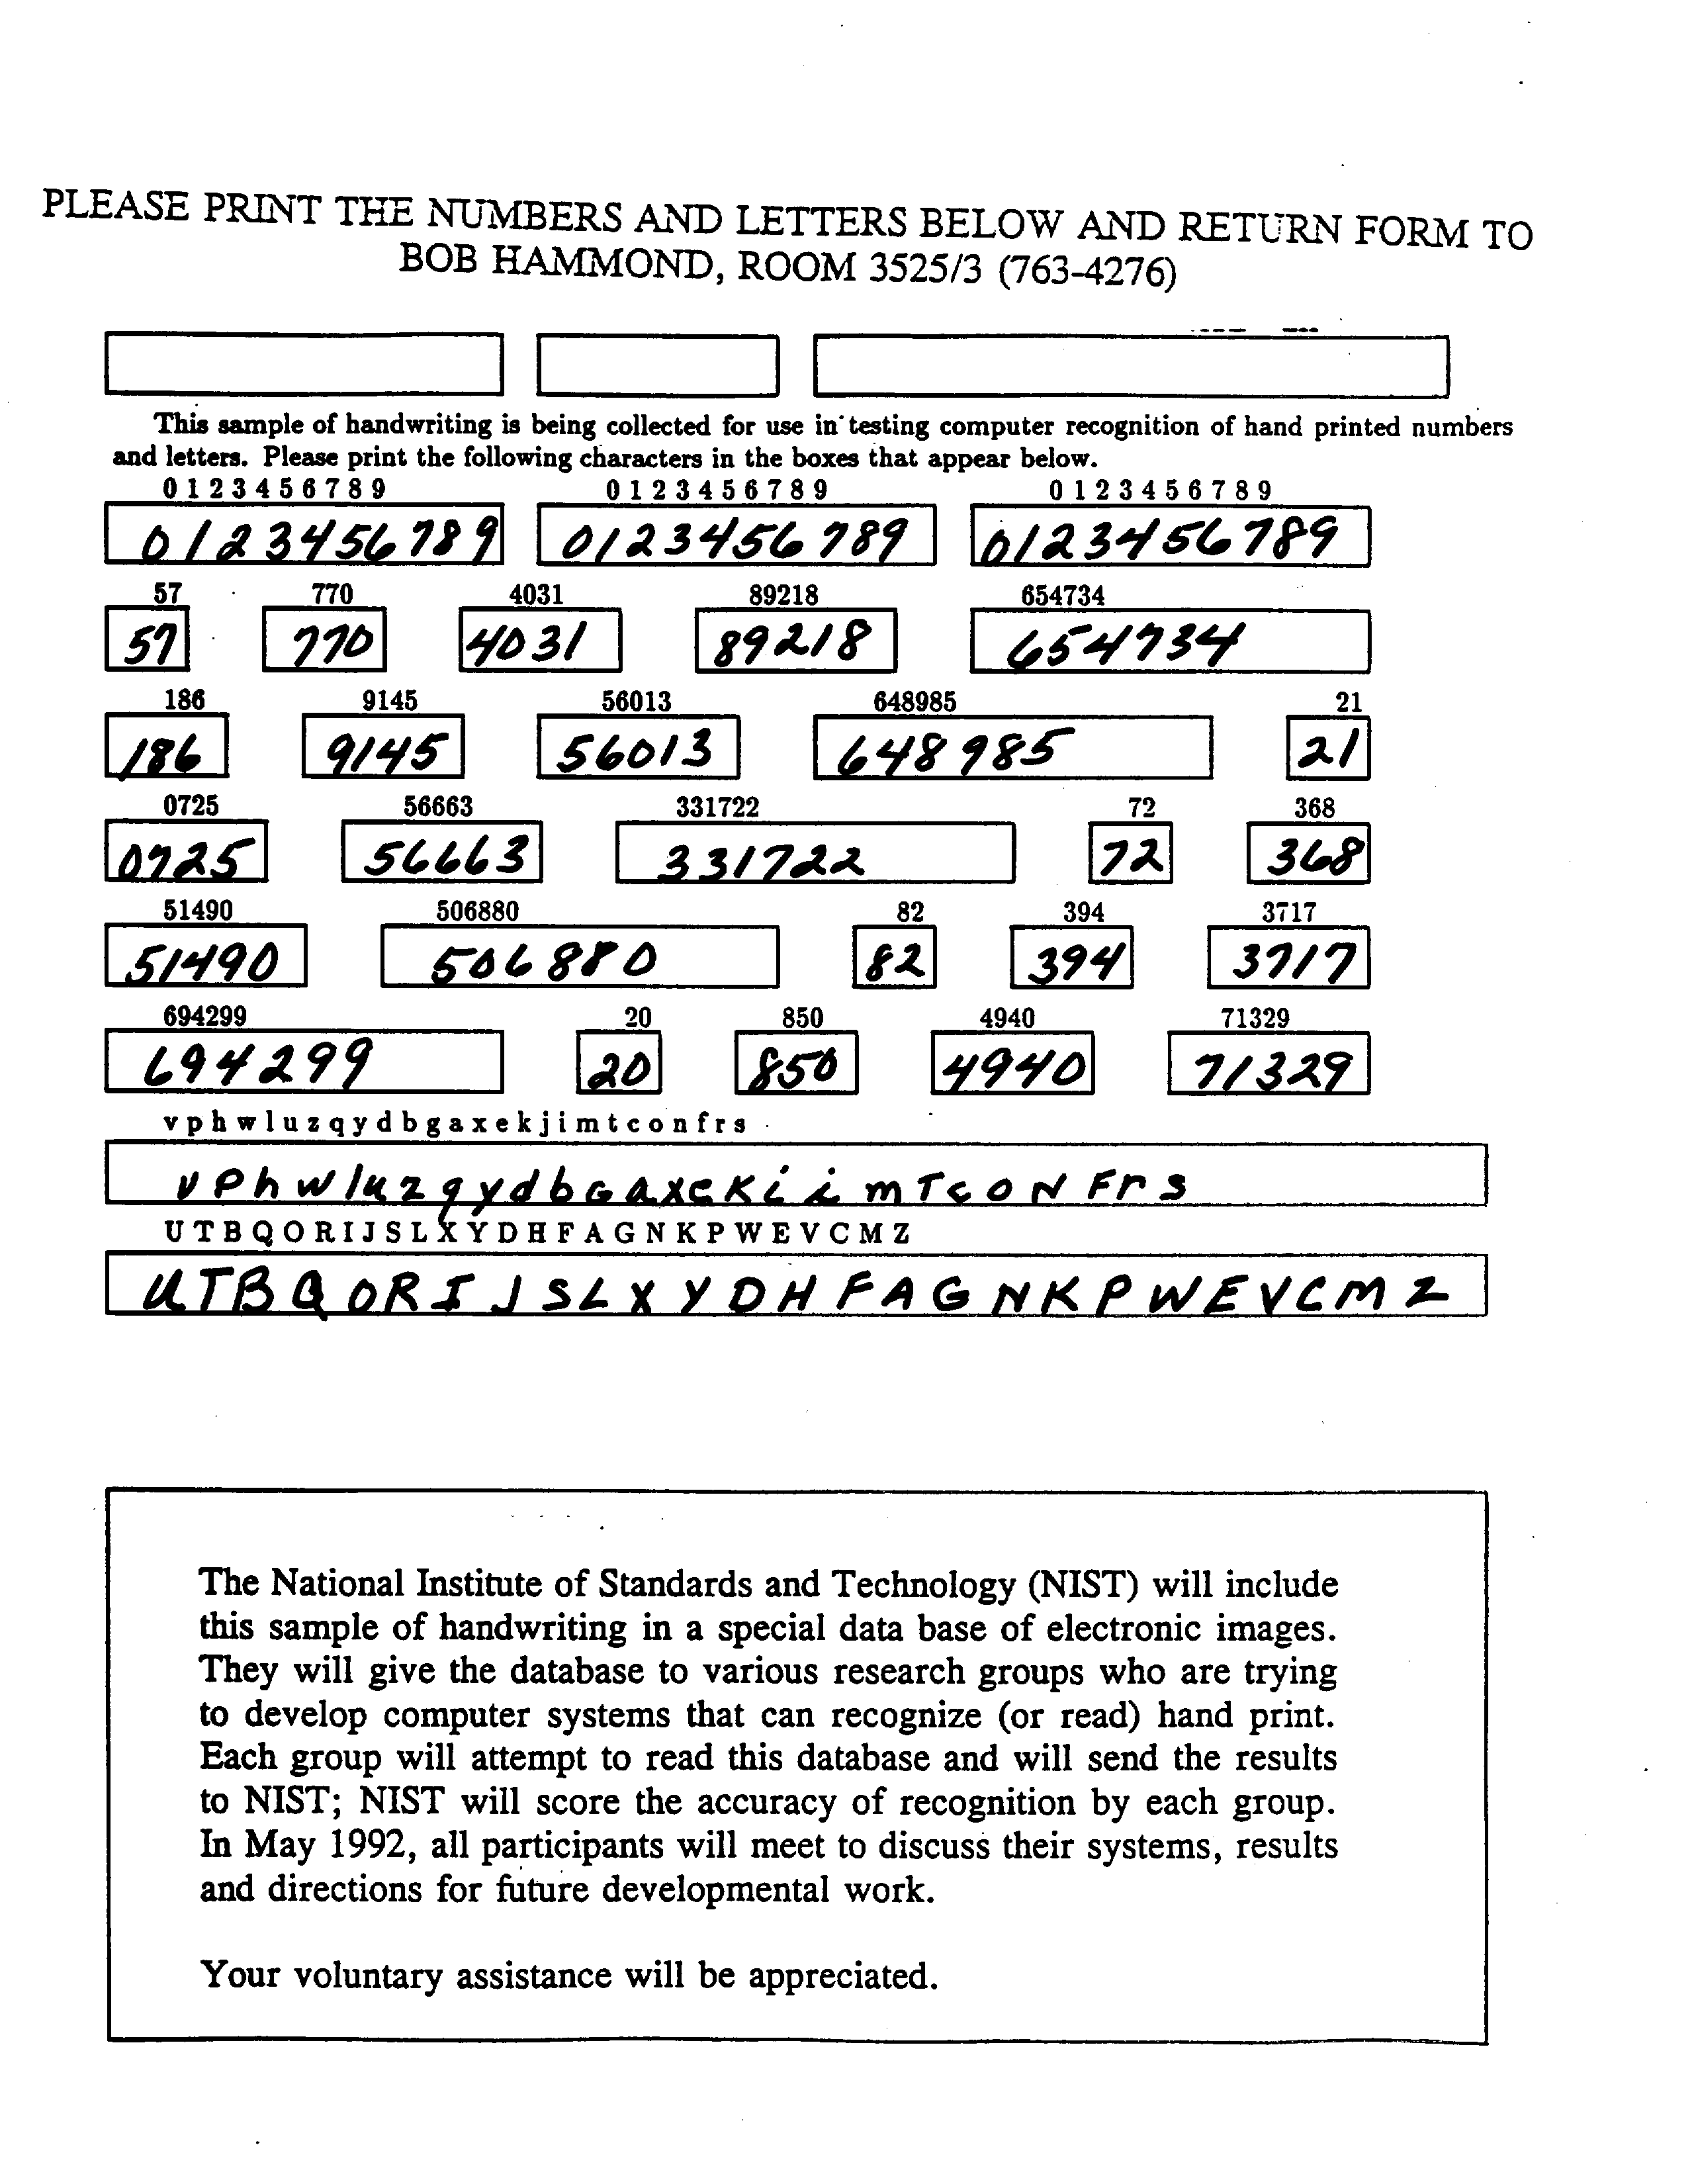 PLEASE PRINT THE NUMBERS AND LETTERS BELOW AND RETURN FORM TO
BOB HAMMOND, ROOM 3525/3 (763-4276)
This sample of handwriting is being collected for use in testing computer recognition of hand printed numbers
and letters. Please print the following characters in the boxes that appear below.
0 1 2 3 4 5 6 7 8 9 0 1 2 3 4 5 6 7 8 9 0 1 2 3 4 5 6 7 8 9
0123456789 0123456789 0123456789
57 770 4031 89218 654734
57 770 4031 89218 654734
186 9145 56013 648985 21
186 9145 56013 648985 21
0725 56663 331722 72 368
0725 56663 331722 72 368
51490 506880 82 394 3717
51490 506880 82 394 3717
694299 20 850 4940 71329
694299 20 850 4940 71329
v p h w l u z q y d b g a x e k j i m t c o n f r s
v P h w l u z q y d b G a x e K i i m T c o N F r s
U T B Q O R I J S L X Y D H F A G N K P W E V C M Z
U T B Q O R I J S L X Y D H F A G N K P W E V C M Z
The National Institute of Standards and Technology (NIST) will include
this sample of handwriting in a special data base of electronic images.
They will give the database to various research groups who are trying
to develop computer systems that can recognize (or read) hand print.
Each group will attempt to read this database and will send the results
to NIST; NIST will score the accuracy of recognition by each group.
In May 1992, all participants will meet to discuss their systems, results
and directions for future developmental work.
Your voluntary assistance will be appreciated.